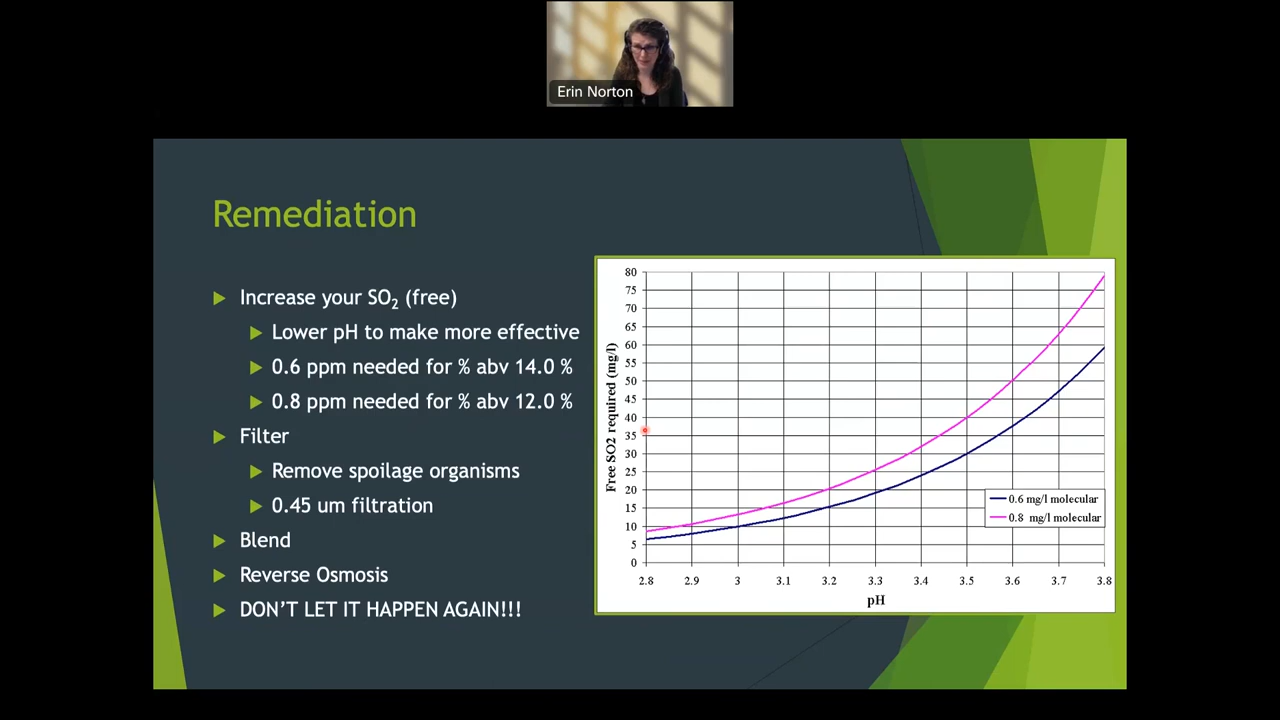 Erin Norton
Remediation
Increase your SO₂ (free)
Lower pH to make more effective
0.6 ppm needed for % abv 14.0 %
0.8 ppm needed for % abv 12.0 %
Filter
Remove spoilage organisms
0.45 um filtration
Blend
Reverse Osmosis
DON'T LET IT HAPPEN AGAIN!!!
Free SO2 required (mg/l)
80
75
70
65
60
55
50
45
40
35
30
25
20
15
10
5
0
2.8 2.9 3 3.1 3.2 3.3 3.4 3.5 3.6 3.7 3.8
pH
0.6 mg/l molecular
0.8 mg/l molecular